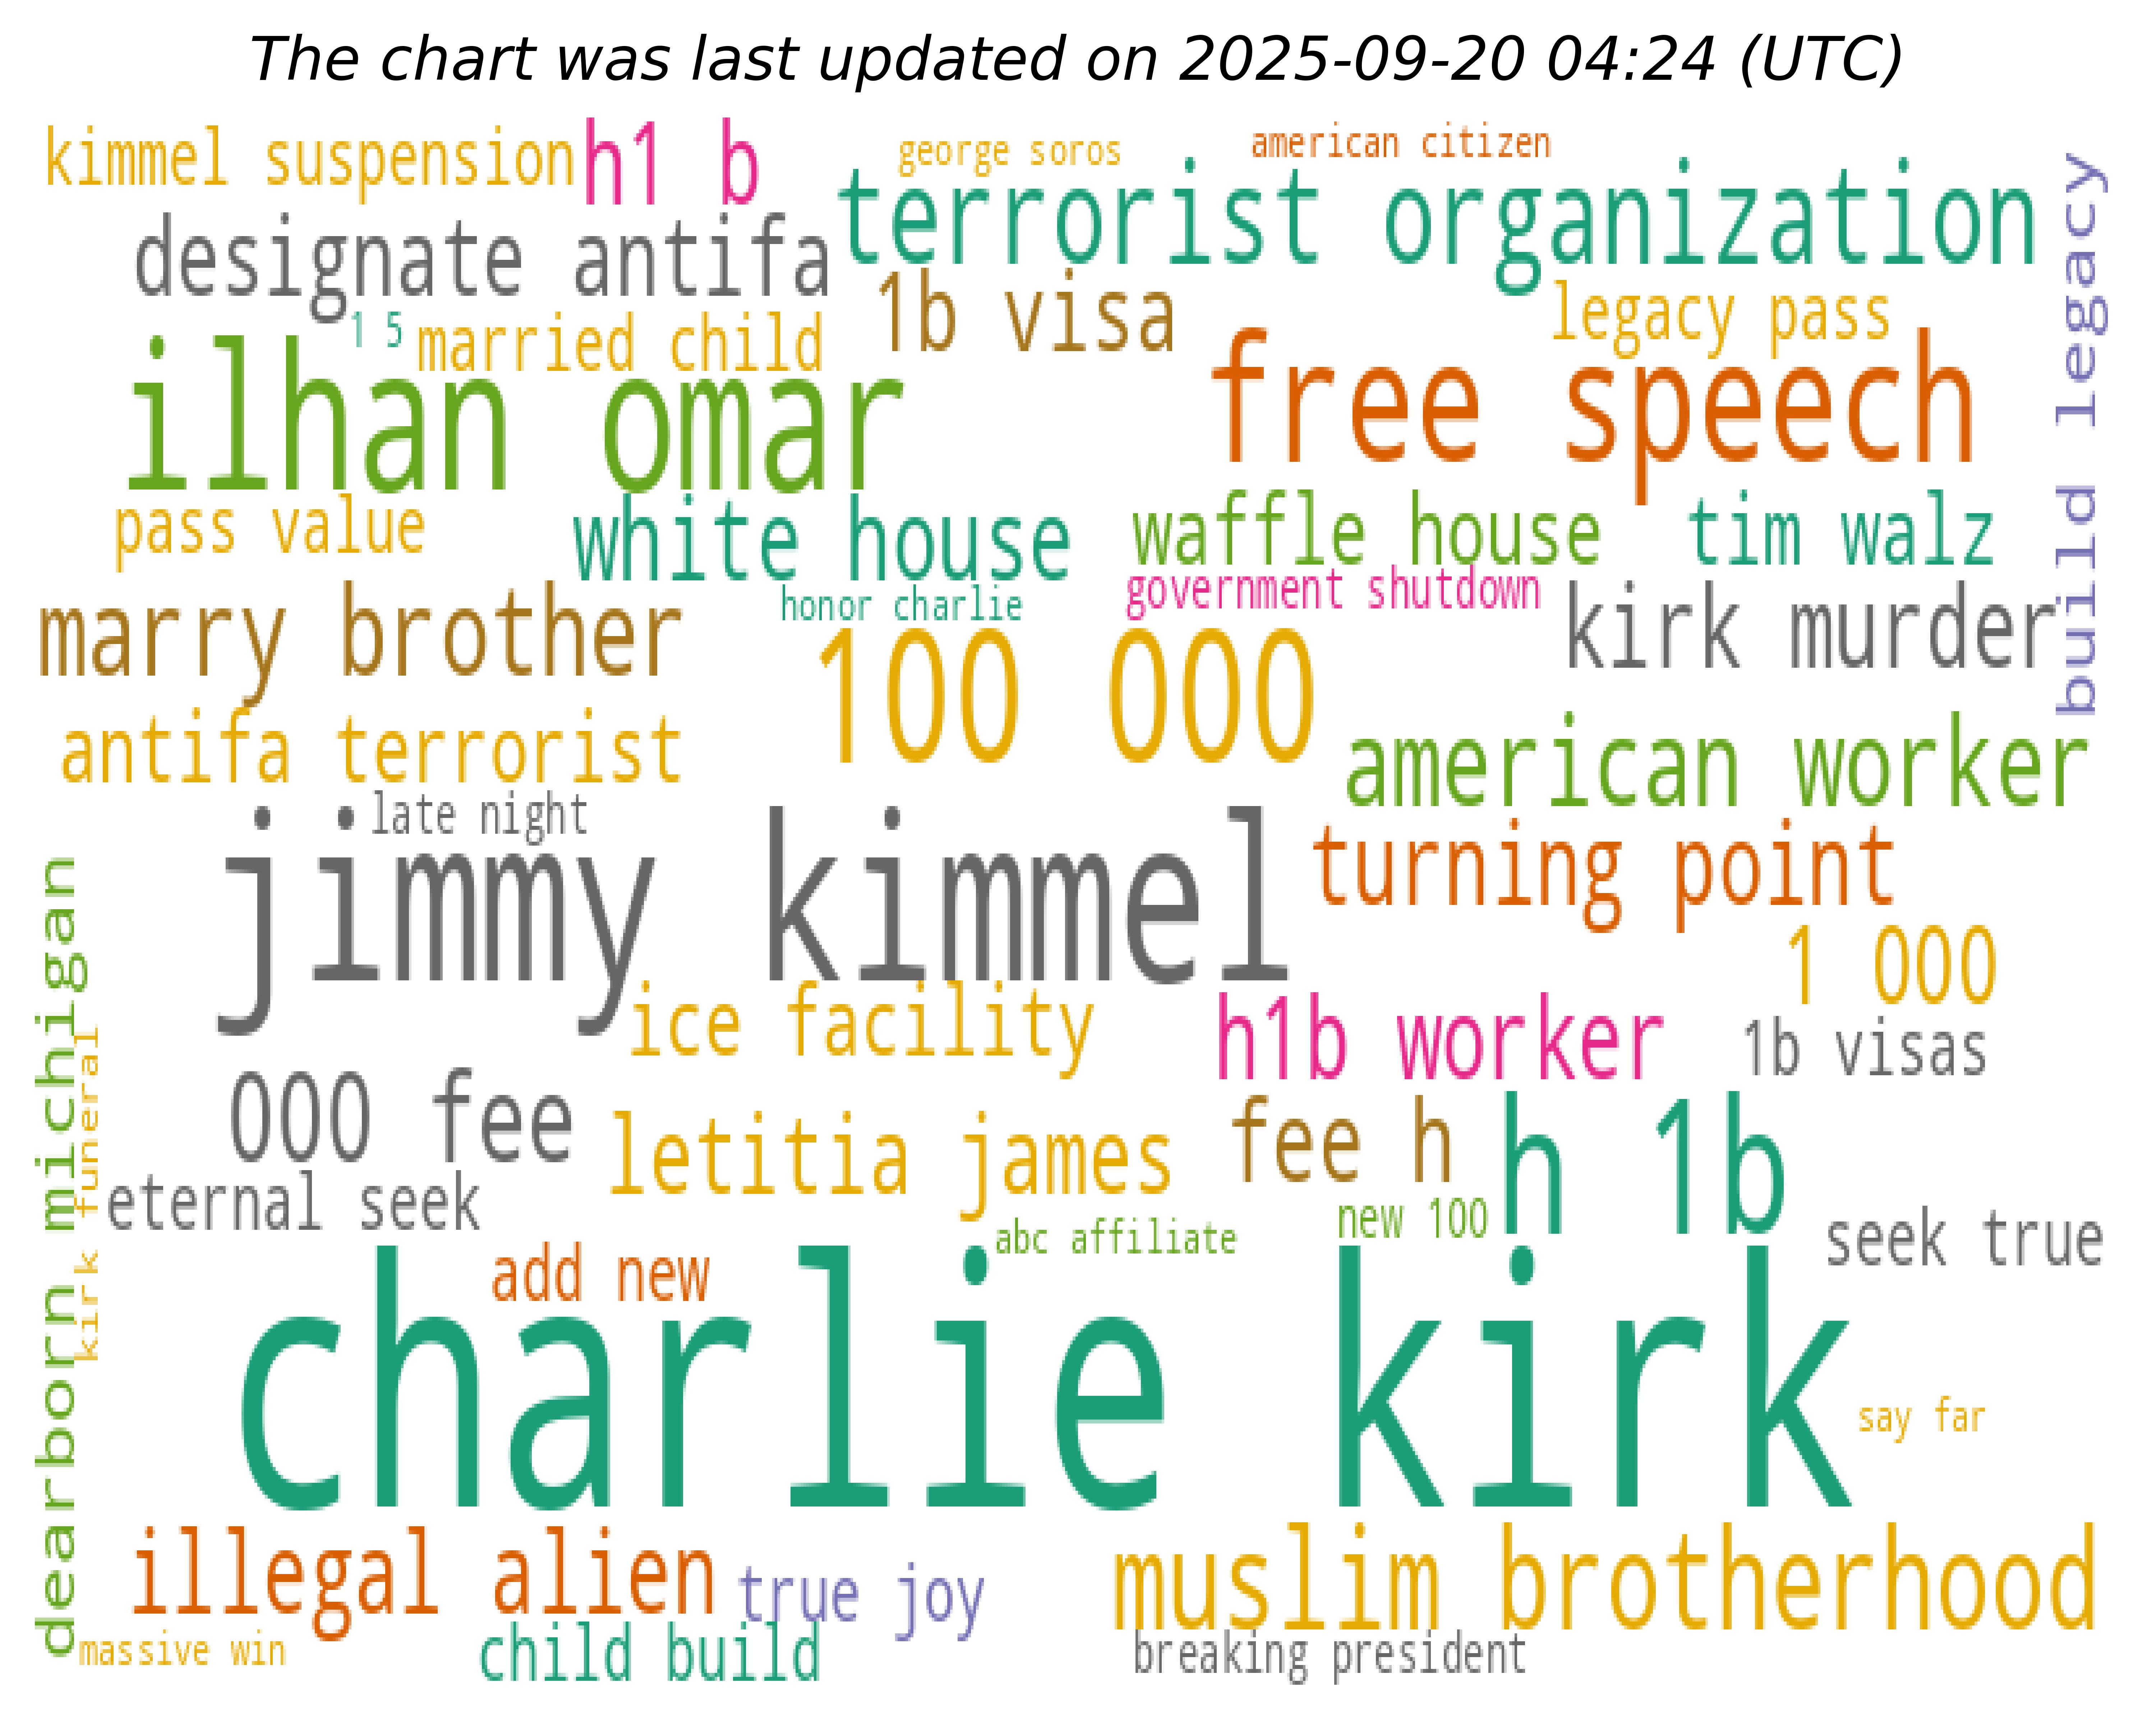 The chart was last updated on 2025-09-20 04:24 (UTC)
kimmel suspension
h1 b
george soros
american citizen
terrorist organization
build legacy
designate antifa
1b visa
legacy pass
1 5
married child
ilhan omar
free speech
pass value
white house
waffle house
tim walz
honor charlie
government shutdown
kirk murder
marry brother
100 000
antifa terrorist
american worker
late night
jimmy kimmel
turning point
1 000
dearborn michigan
ice facility
h1b worker
1b visas
kirk funeral
000 fee
letitia james
fee h
h 1b
eternal seek
new 100
abc affiliate
seek true
add new
charlie kirk
say far
illegal alien
true joy
muslim brotherhood
massive win
child build
breaking president